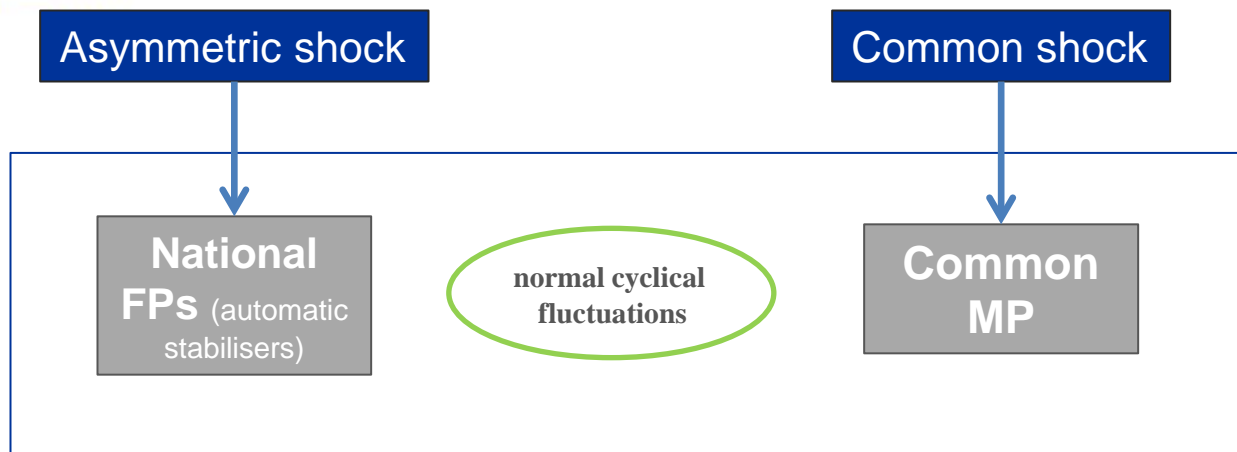 Asymmetric shock
Common shock
National
FPs (automatic
stabilisers)
normal cyclical
fluctuations
Common
MP